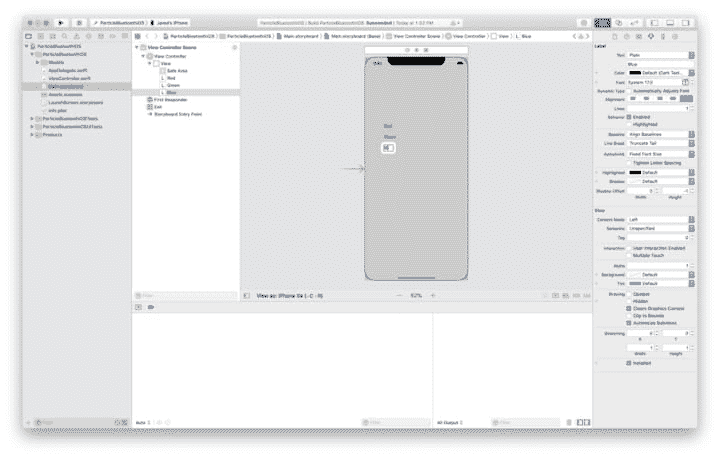 ParticleBluetoothiOS
Jared's iPhone
ParticleBluetoothiOS | Build ParticleBluetoothiOS: Succeeded | Today at 1:52 PM
ParticleBluetoothiOS
ParticleBluetoothiOS
Models
AppDelegate.swift
ViewController.swift
Assets.xcassets
LaunchScreen.storyboard
Info.plist
ParticleBluetoothiOSTests
ParticleBluetoothiOSUITests
Products
View Controller Scene
View Controller
View
Safe Area
Red
Green
Blue
First Responder
Exit
Storyboard Entry Point
ParticleBluetoothiOS
Main.storyboard
Main.storyboard (Base)
View Controller Scene
View Controller
View
Blue
Red
View as: iPhone
92%
Filter
Auto
All Output
Filter
Filter
Label
Text Plain
Blue
Color Default (Dark Text
Font System 17.0
Dynamic Type Automatically Adjusts Font
Alignment
Lines 1
Behavior Enabled
Highlighted
Baseline Align Baselines
Line Break Truncate Tail
Autoshrink Fixed Font Size
Tighten Letter Spacing
Highlighted Default
Shadow Default
Shadow Offset 0 -1
Width Height
View
Content Mode Left
Semantic Unspecified
Tag 0
Interaction User Interaction Enabled
Multiple Touch
Alpha 1
Background Default
Tint Default
Drawing Opaque
Hidden
Clears Graphics Context
Clip to Bounds
Autoresize Subviews
Stretching 0 0
X Y
1 1
Width Height
Installed